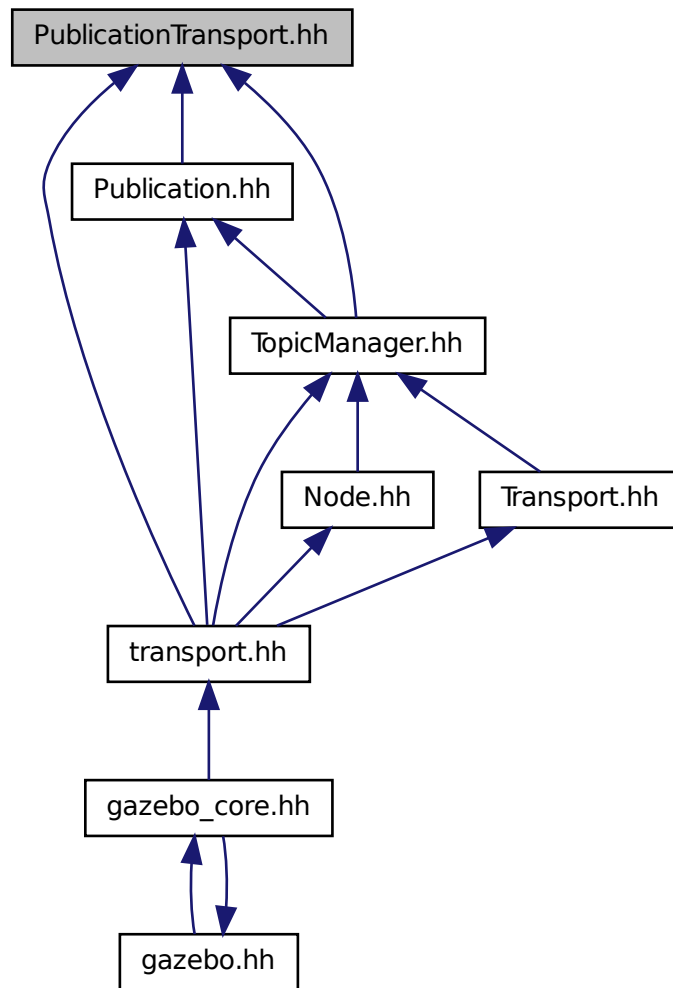 PublicationTransport.hh
Publication.hh
TopicManager.hh
Node.hh
Transport.hh
transport.hh
gazebo_core.hh
gazebo.hh